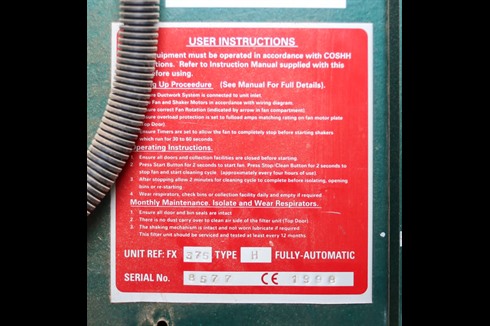 USER INSTRUCTIONS
equipment must be operated in accordance with COSHH
Refer to Instruction Manual supplied with this
before using.
Up Proceedure (See Manual For Full Details).
Ductwork System is connected to unit inlet.
Fan and Shaker Motors in accordance with wiring diagram.
correct Fan Rotation (indicated by arrow in fan compartment)
overload protection is set to fulload amps matching rating on fan motor plate
Door)
Ensure Timers are set to allow the fan to completely stop before starting shakers
which run for 30 to 60 seconds
Operating Instructions.
1. Ensure all doors and collection facilities are closed before starting
Press Start Button for 2 seconds to start fan. Press Stop/Clean Button for 2 seconds to
stop fan and start cleaning cycle. (approximately every four hours of use)
3. After stopping allow 2 minutes for cleaning cycle to complete before isolating, opening
bins or re-starting
Wear respirators, check bins or collection facility daily and empty if required
Monthly Maintenance. Isolate and Wear Respirators.
1. Ensure all door and bin seals are intact
2. There is no dust carry over to clean air side of the filter unit (Top Door)
3. The shaking mechanism is intact and not worn lubricate if required
This filter unit should be serviced and tested at least every 12 months
UNIT REF: FX TYPE H FULLY-AUTOMATIC
SERIAL No. CE 1998